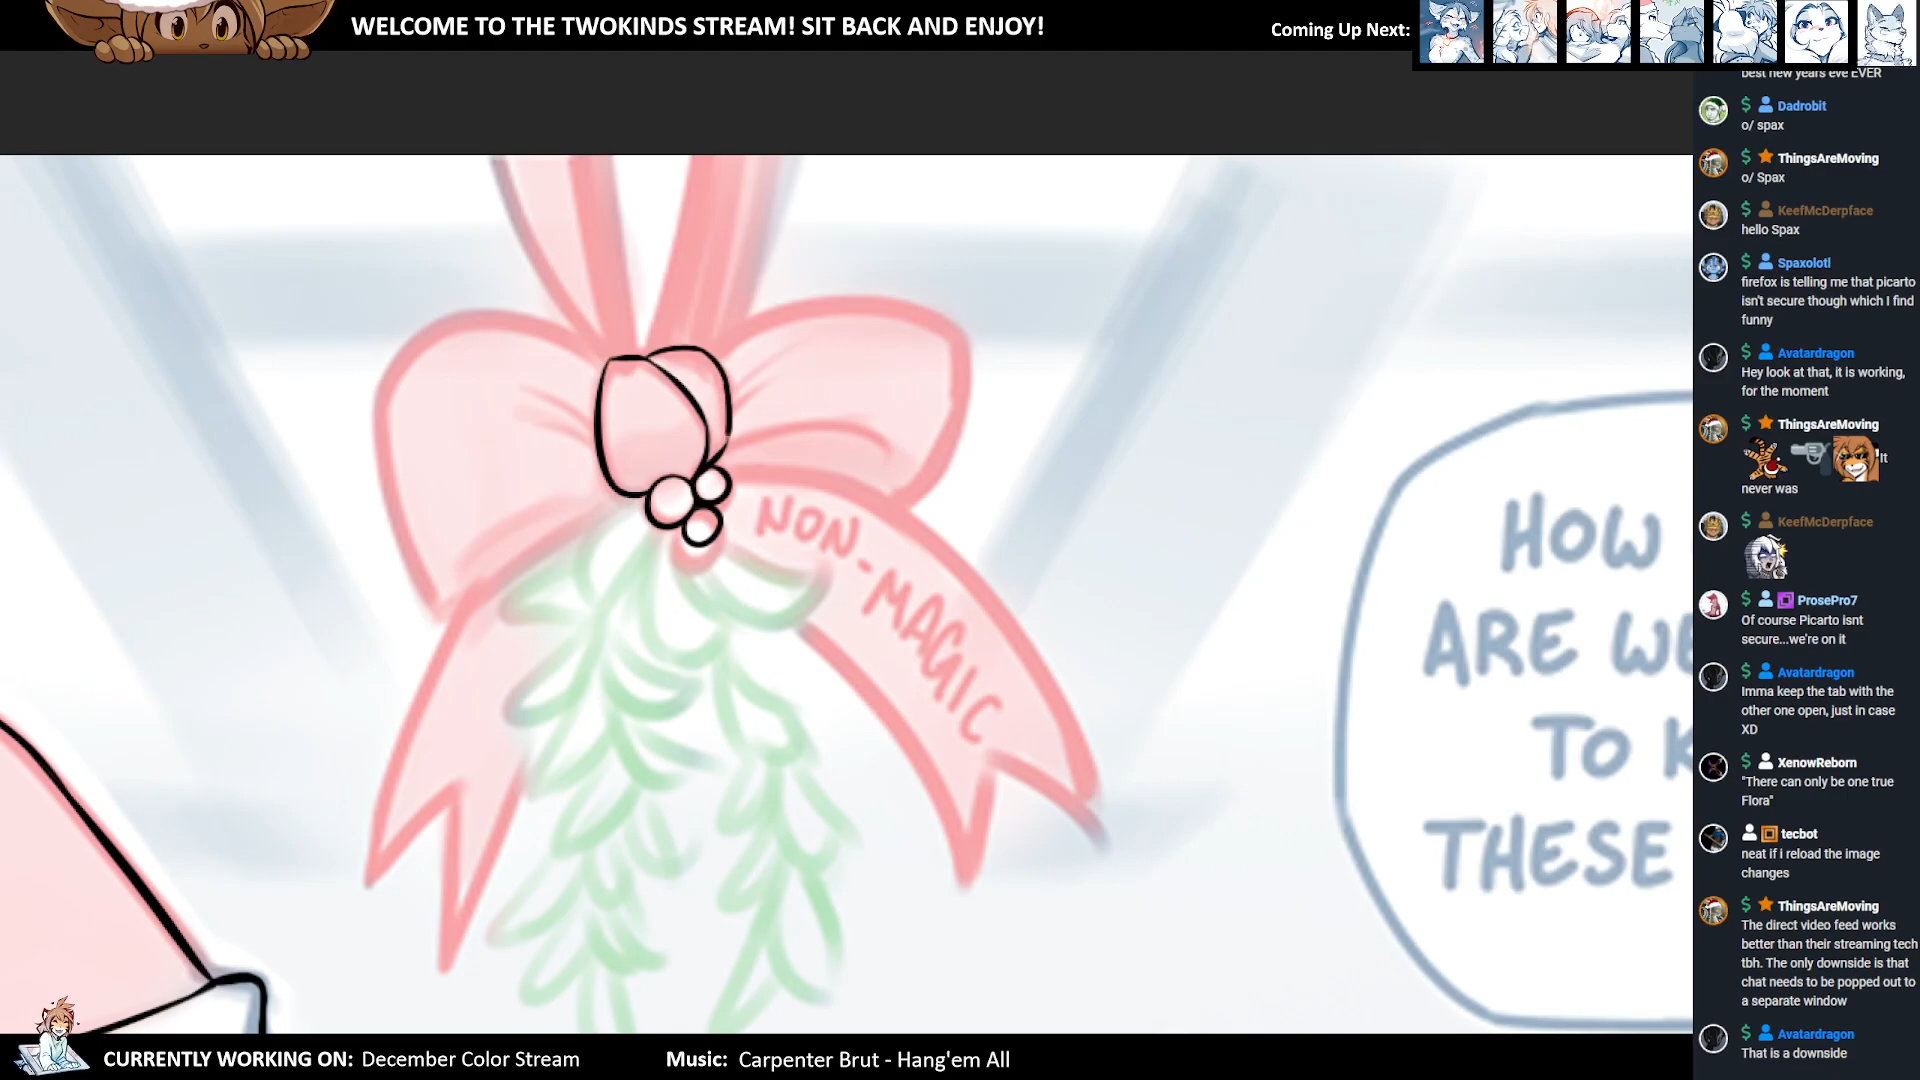 WELCOME TO THE TWOKINDS STREAM! SIT BACK AND ENJOY!
Coming Up Next:
best new years eve EVER
Dadrobit
o/ spax
ThingsAreMoving
o/ Spax
KeefMcDerpface
hello Spax
Spaxolotl
firefox is telling me that picarto
isn't secure though which I find
funny
Avatardragon
Hey look at that, it is working,
for the moment
ThingsAreMoving
It
never was
KeefMcDerpface
ProsePro7
Of course Picarto isnt
secure...we're on it
Avatardragon
Imma keep the tab with the
other one open, just in case
XD
XenowReborn
"There can only be one true
Flora"
tecbot
neat if i reload the image
changes
ThingsAreMoving
The direct video feed works
better than their streaming tech
tbh. The only downside is that
chat needs to be popped out to
a separate window
Avatardragon
That is a downside
NON-MAGIC
HOW
ARE WE
TO K
THESE
CURRENTLY WORKING ON: December Color Stream
Music: Carpenter Brut - Hang'em All